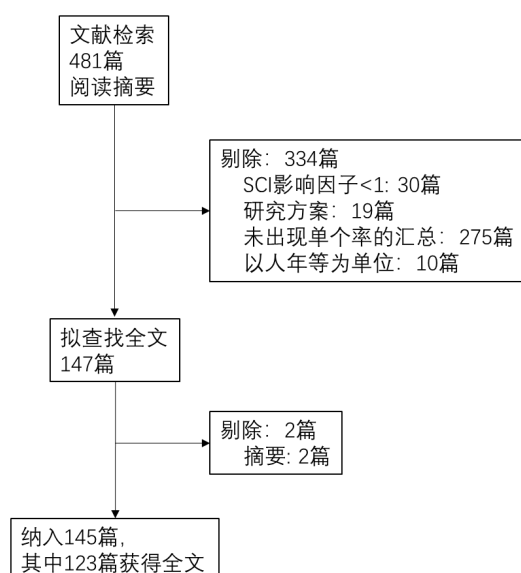 文献检索
481篇
阅读摘要
剔除：334篇
SCI影响因子<1: 30篇
研究方案：19篇
未出现单个率的汇总：275篇
以人年等为单位：10篇
拟查找全文
147篇
剔除：2篇
摘要: 2篇
纳入145篇，
其中123篇获得全文